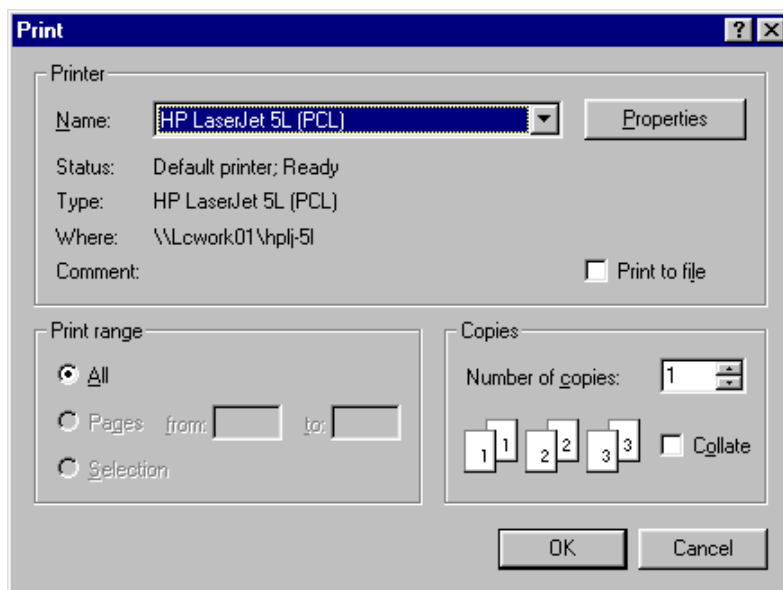 Print
Printer
Name: HP LaserJet 5L (PCL) Properties
Status: Default printer; Ready
Type: HP LaserJet 5L (PCL)
Where: \\Lcwork01\hplj-5l
Comment: Print to file
Print range
All
Pages from: to:
Selection
Copies
Number of copies: 1
1 1 2 2 3 3 Collate
OK Cancel